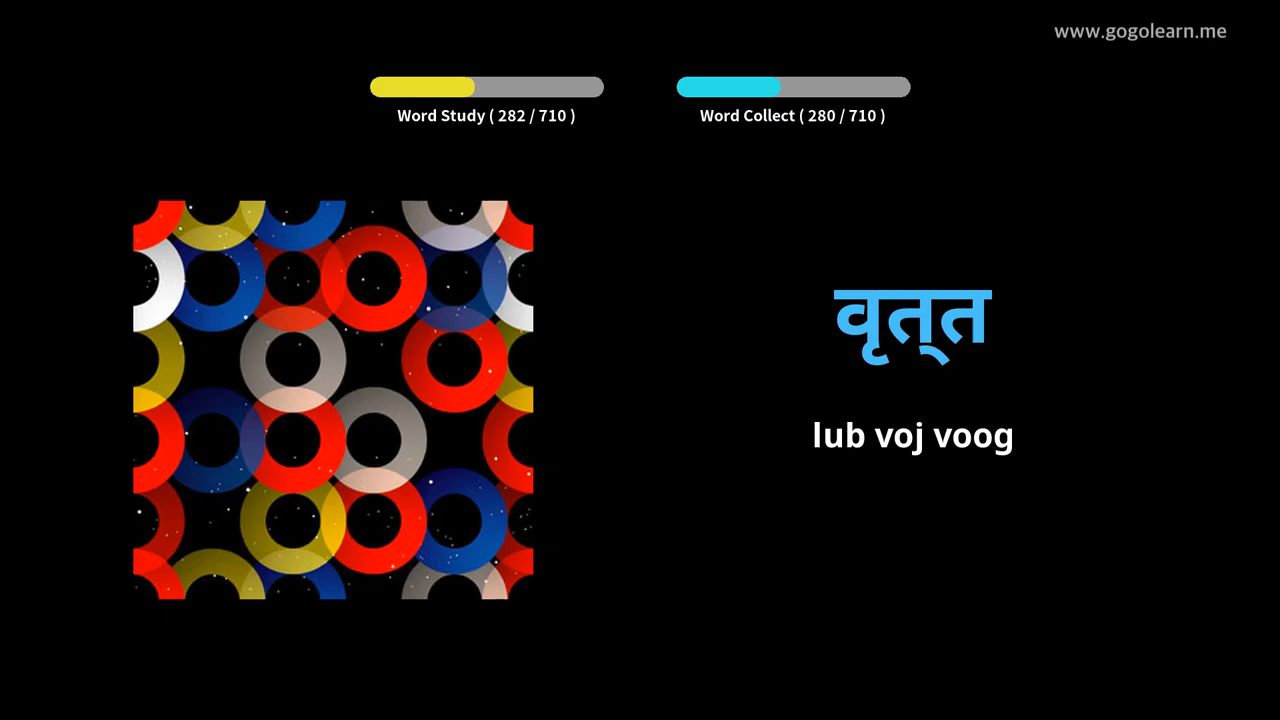 www.gogolearn.me
Word Study ( 282 / 710 )
Word Collect ( 280 / 710 )
वृत्‌त
lub voj voog